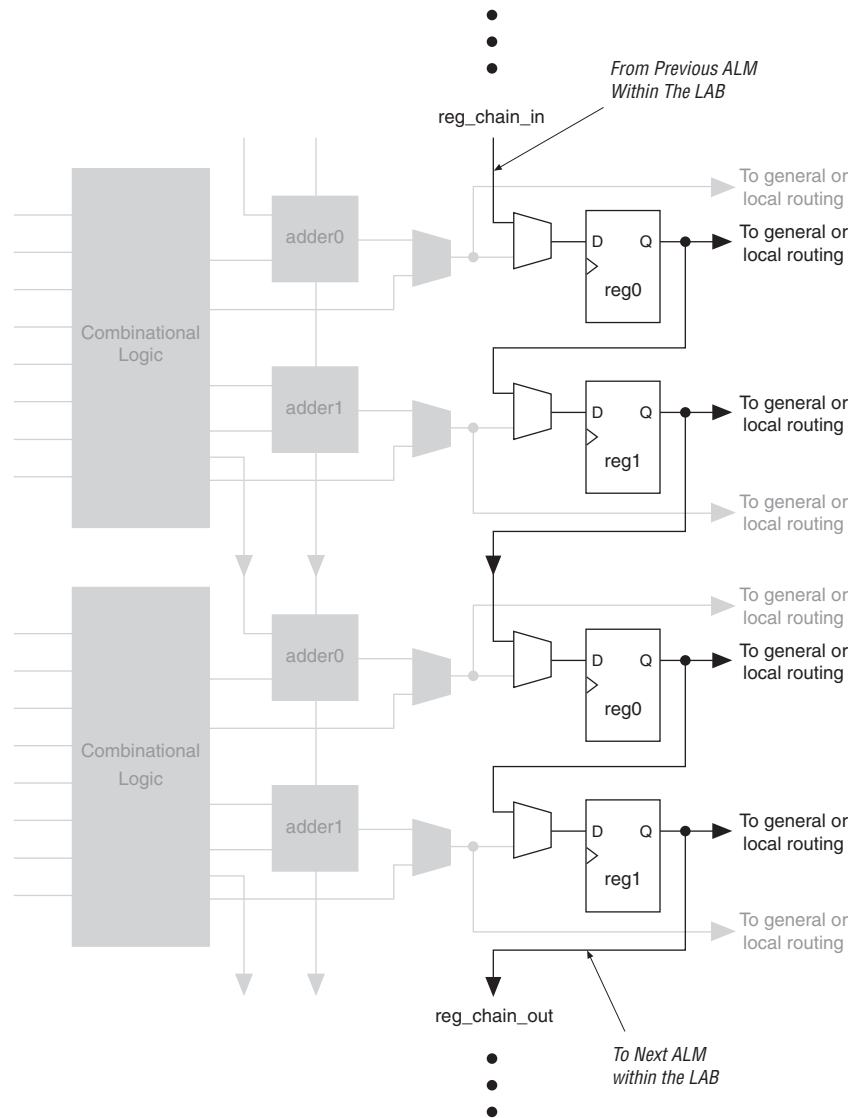 From Previous ALM
Within The LAB
reg_chain_in
To general or
local routing
adder0
D Q
To general or
local routing
reg0
Combinational
Logic
adder1
D Q
To general or
local routing
reg1
To general or
local routing
To general or
local routing
adder0
D Q
To general or
local routing
reg0
Combinational
Logic
adder1
D Q
To general or
local routing
reg1
To general or
local routing
reg_chain_out
To Next ALM
within the LAB